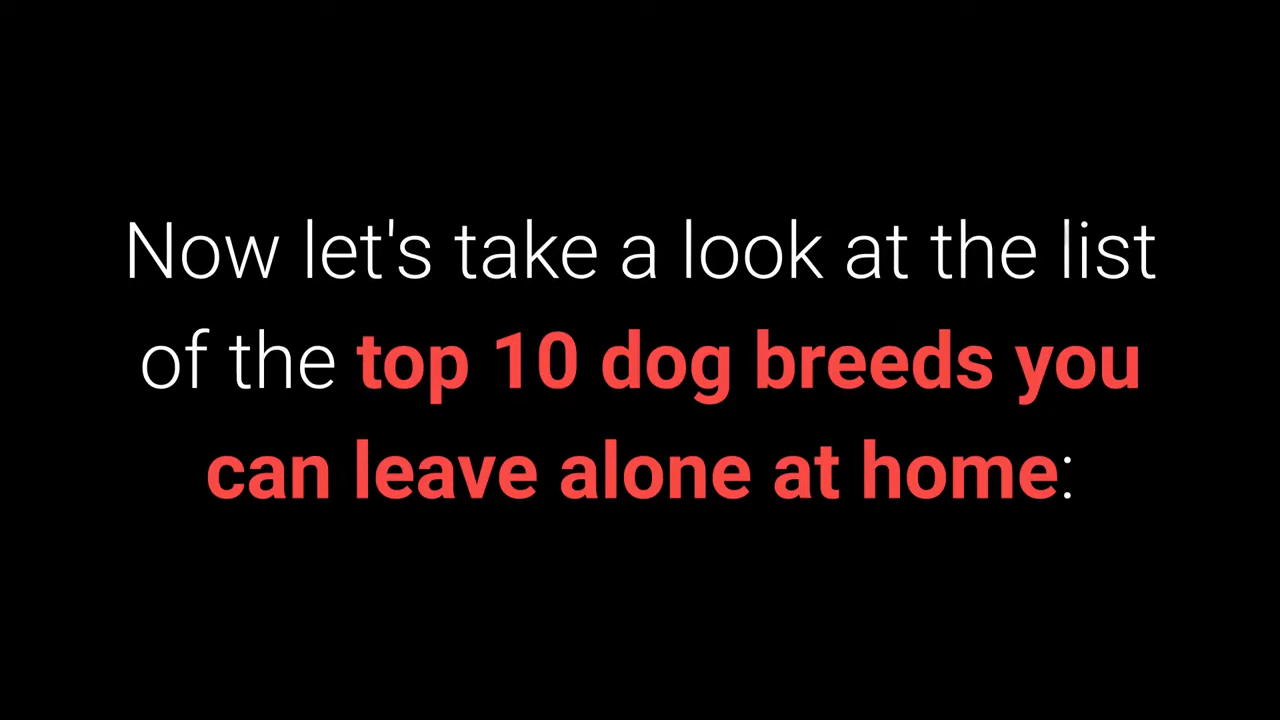 Now let's take a look at the list
of the top 10 dog breeds you
can leave alone at home: